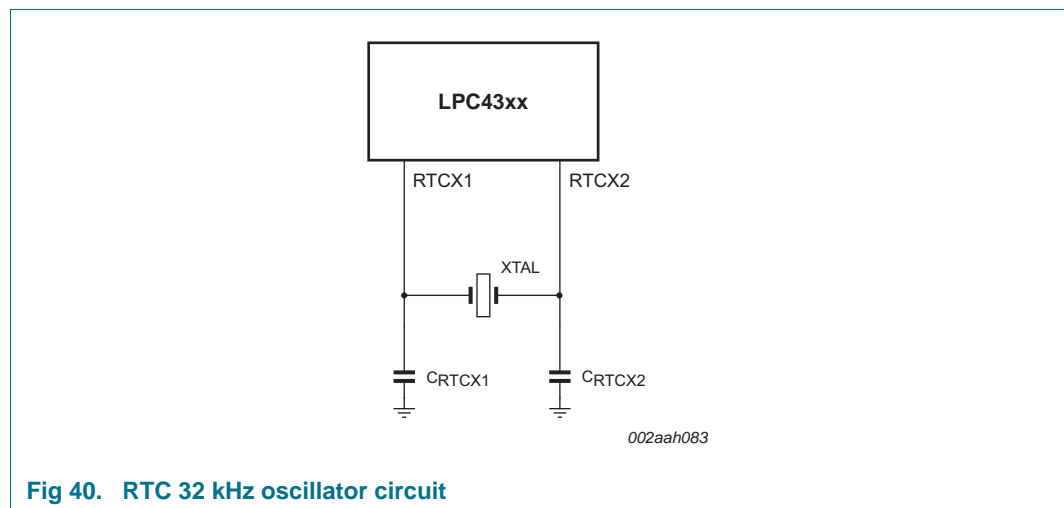 LPC43xx
RTCX1 RTCX2
XTAL
CRTCX1 CRTCX2
002aah083
Fig 40. RTC 32 kHz oscillator circuit